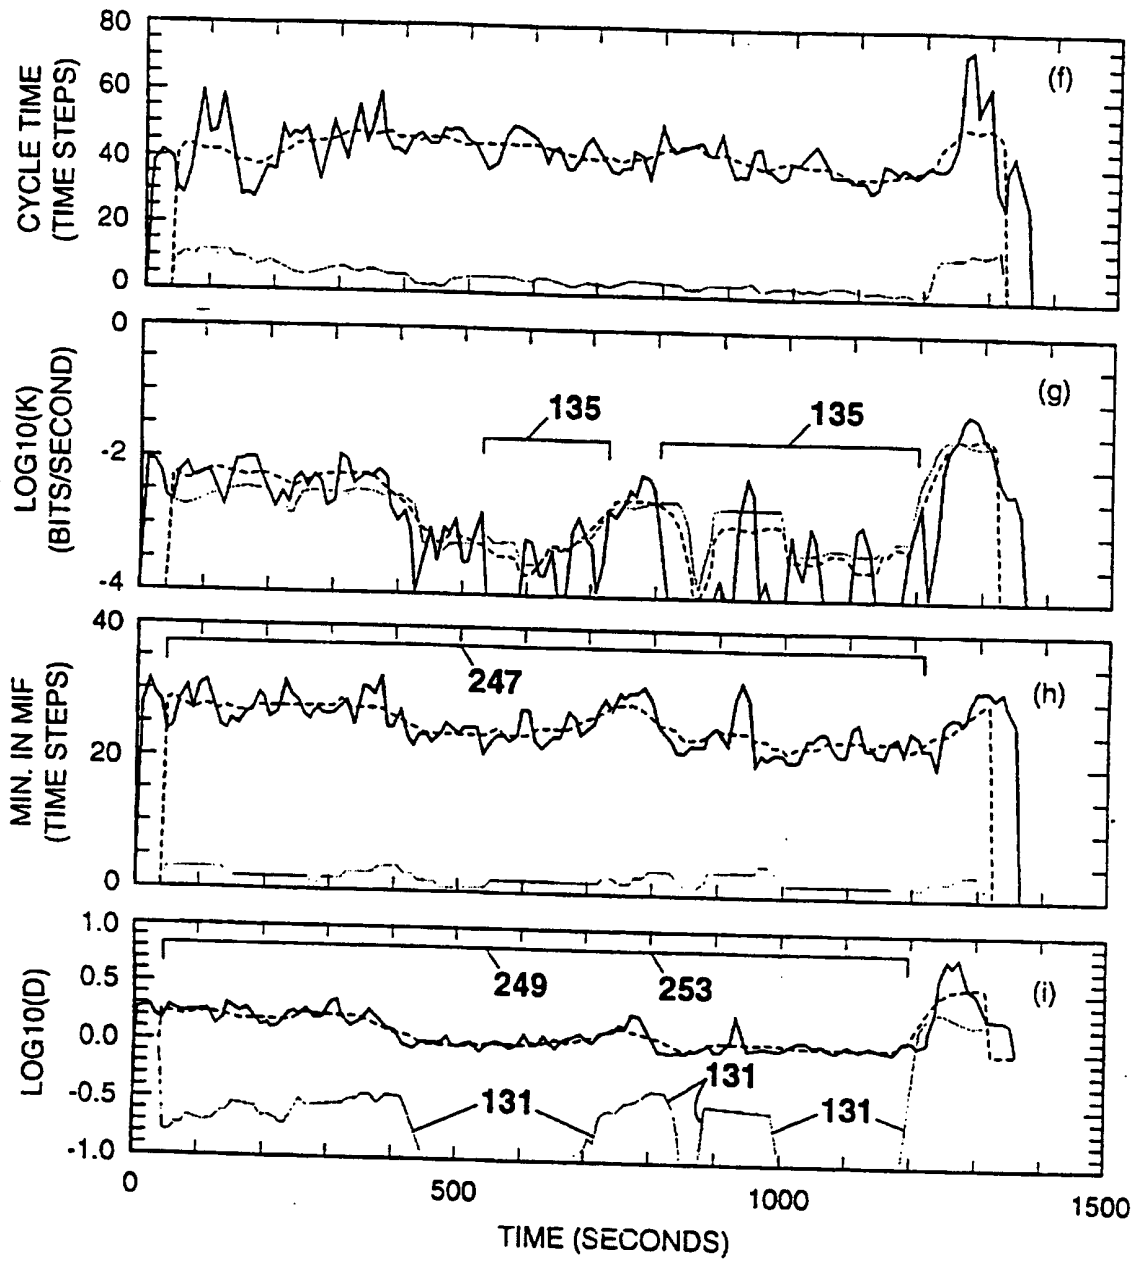 80
60
40
20
0
CYCLE TIME
(TIME STEPS)
(f)
0
-2
-4
LOG10(K)
(BITS/SECOND)
135
135
(g)
40
20
0
MIN. IN MIF
(TIME STEPS)
247
(h)
1.0
0.5
0.0
-0.5
-1.0
LOG10(D)
249
253
(i)
131
131
131
0
500
1000
1500
TIME (SECONDS)